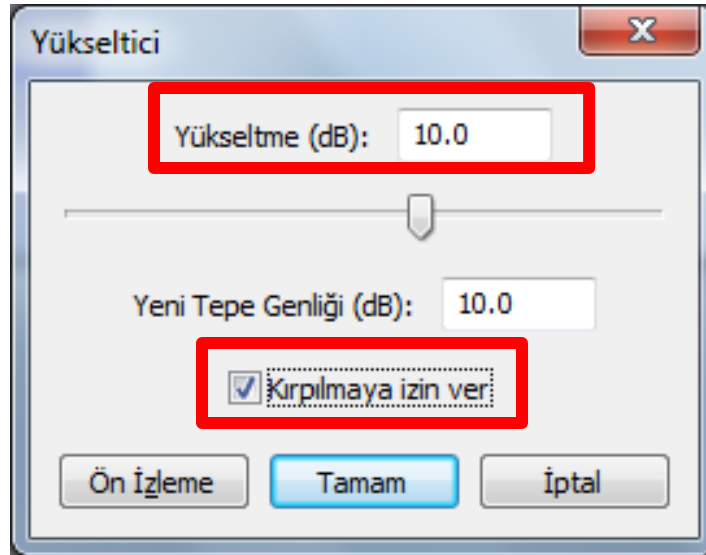 Yükseltici
Yükseltme (dB): 10.0
Yeni Tepe Genliği (dB): 10.0
Kırpılmaya izin ver
Ön İzleme Tamam İptal